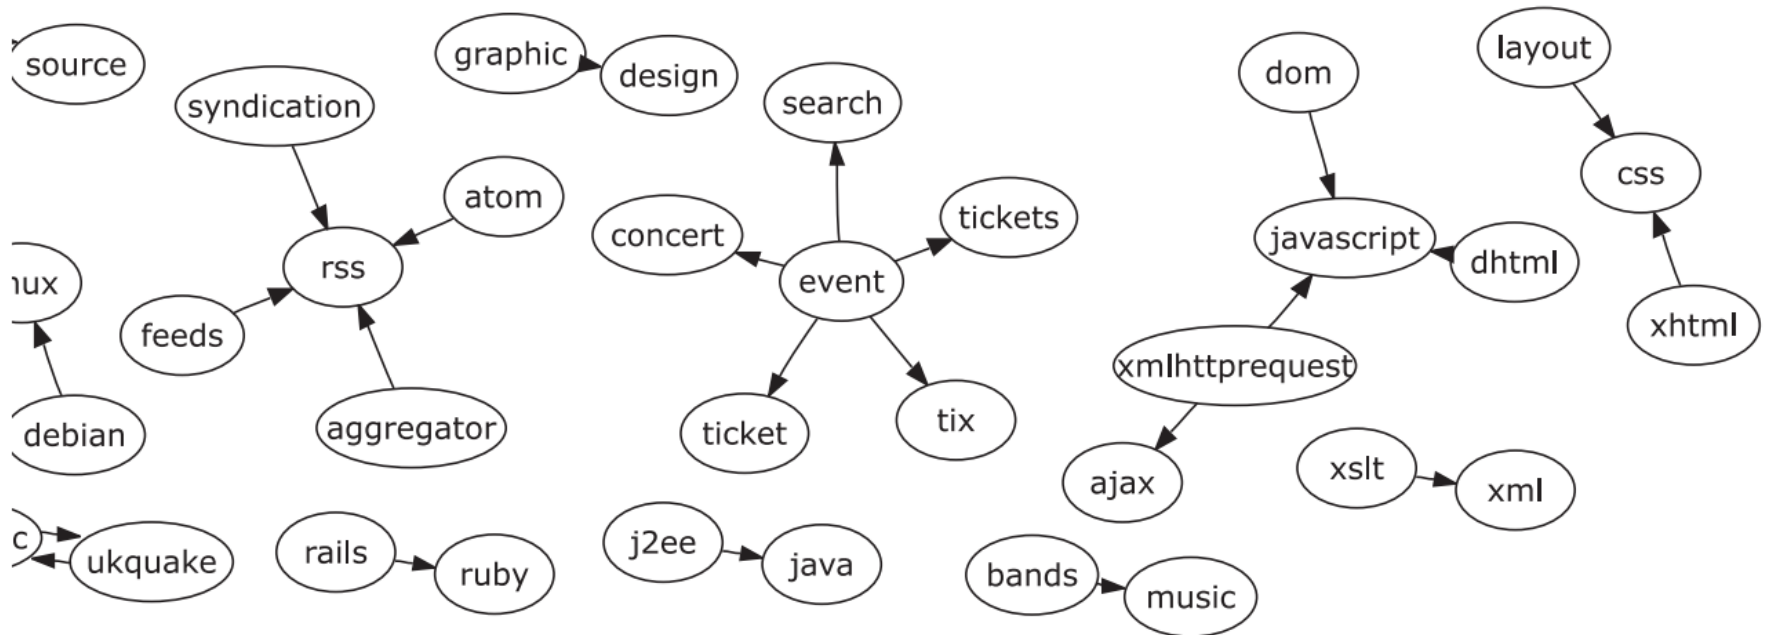 source
graphic
design
layout
dom
search
syndication
atom
css
concert
tickets
javascript
dhtml
rss
event
nux
feeds
xhtml
xmlhttprequest
debian
aggregator
ticket
tix
ajax
xslt
xml
c
ukquake
rails
ruby
j2ee
java
bands
music